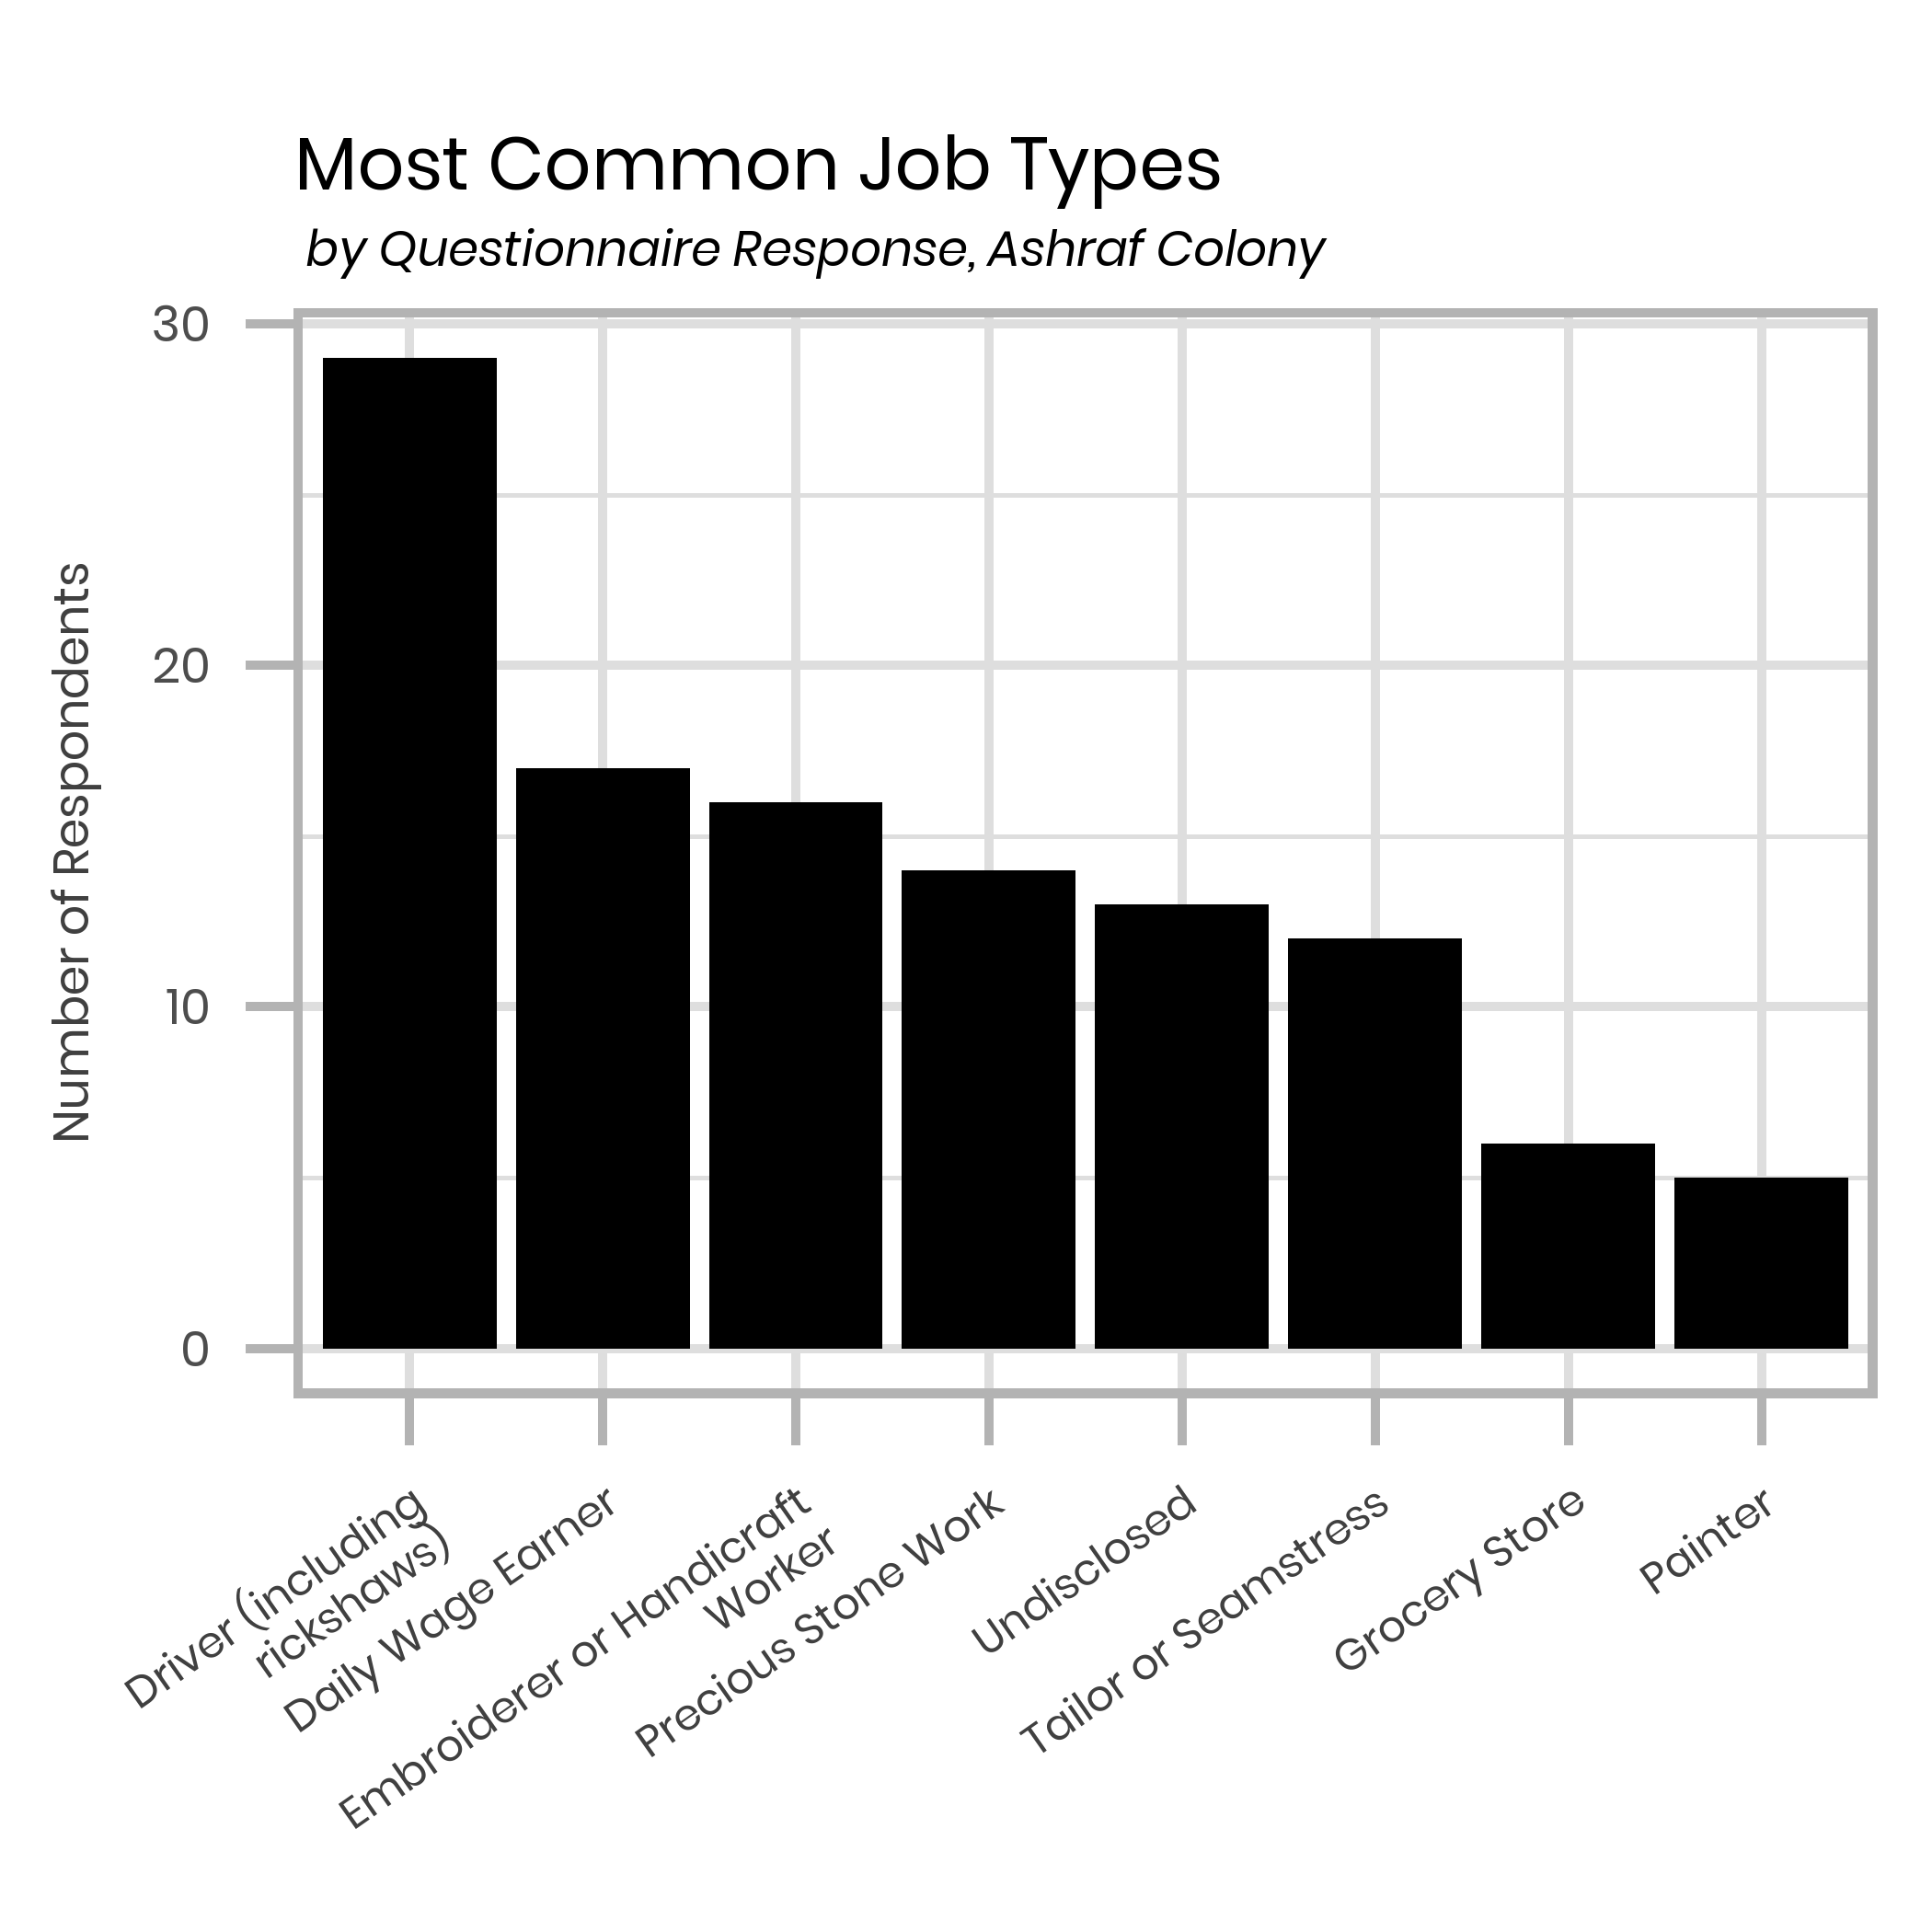 Most Common Job Types
by Questionnaire Response, Ashraf Colony
Number of Respondents
30
20
10
0
Driver (including
rickshaws)
Daily Wage Earner
Embroiderer or Handicraft
Worker
Precious Stone Work
Undisclosed
Tailor or Seamstress
Grocery Store
Painter